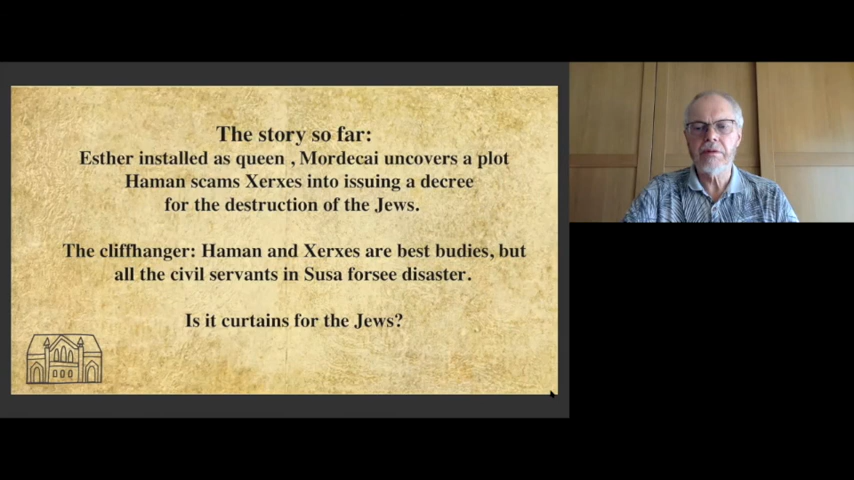 The story so far:
Esther installed as queen , Mordecai uncovers a plot
Haman scams Xerxes into issuing a decree
for the destruction of the Jews.
The cliffhanger: Haman and Xerxes are best budies, but
all the civil servants in Susa forsee disaster.
Is it curtains for the Jews?